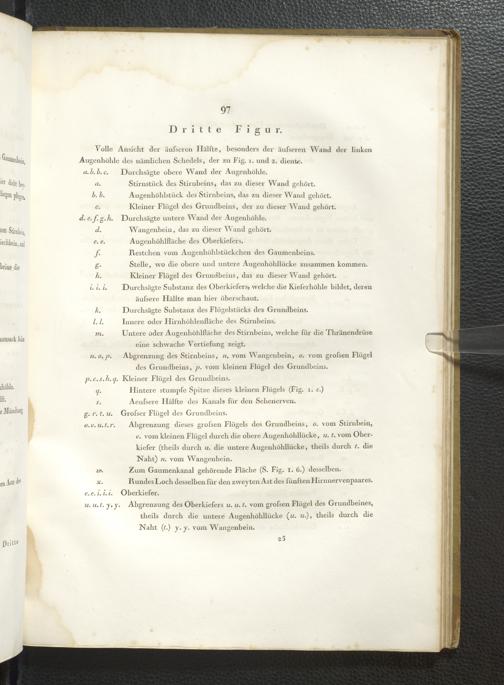 97
Dritte Figur.
Volle Ansicht der äufseren Hälfte, besonders der äufseren Wand der linken
Augenhöhle des nämlichen Schedels, der zu Fig. 1. und 2. diente.
a. b. b. c. Durchsägte obere Wand der Augenhöhle.
a. Stirnstück des Stirnbeins, das zu dieser Wand gehört.
b. b. Augenhöhlstück des Stirnbeins, das zu dieser Wand gehört.
c. Kleiner Flügel des Grundbeins, der zu dieser Wand gehört.
d. e. f. g. h. Durchsägte untere Wand der Augenhöhle.
d. Wangenbein, das zu dieser Wand gehört.
e. e. Augenhöhlfläche des Oberkiefers.
f. Restchen vom Augenhöhlstückchen des Gaumenbeins.
g. Stelle, wo die obere und untere Augenhöhllücke zusammen kommen.
h. Kleiner Flügel des Grundbeins, das zu dieser Wand gehört.
i. i. i. Durchsägte Substanz des Oberkiefers, welche die Kieferhöhle bildet, deren
äufsere Hälfte man hier überschaut.
k. Durchsägte Substanz des Flügelstücks des Grundbeins.
l. l. Innere oder Hirnhöhlenfläche des Stirnbeins.
m. Untere oder Augenhöhlfläche des Stirnbeins, welche für die Thränendrüse
eine schwache Vertiefung zeigt.
n. o. p. Abgrenzung des Stirnbeins, n. vom Wangenbein, o. vom grofsen Flügel
des Grundbeins, p. vom kleinen Flügel des Grundbeins.
p. c. s. h. q. Kleiner Flügel des Grundbeins.
q. Hintere stumpfe Spitze dieses kleinen Flügels (Fig. 1. c.)
s. Aeufsere Hälfte des Kanals für den Sehenerven.
g. r. t. u. Grofser Flügel des Grundbeins.
o. v. u. t. r. Abgrenzung dieses grofsen Flügels des Grundbeins, o. vom Stirnbein,
v. vom kleinen Flügel durch die obere Augenhöhllücke, u. t. vom Ober-
kiefer (theils durch u. die untere Augenhöhllücke, theils durch t. die
Naht) n. vom Wangenbein.
w. Zum Gaumenkanal gehörende Fläche (S. Fig. 1. 6.) desselben.
x. Rundes Loch desselben für den zweyten Ast des fünften Hirnnervenpaares.
e. e. i. i. i. Oberkiefer.
u. u. t. y. y. Abgrenzung des Oberkiefers u. u. t. vom grofsen Flügel des Grundbeines,
theils durch die untere Augenhöhllücke (u. u.), theils durch die
Naht (t.) y. y. vom Wangenbein.
25
Dritte